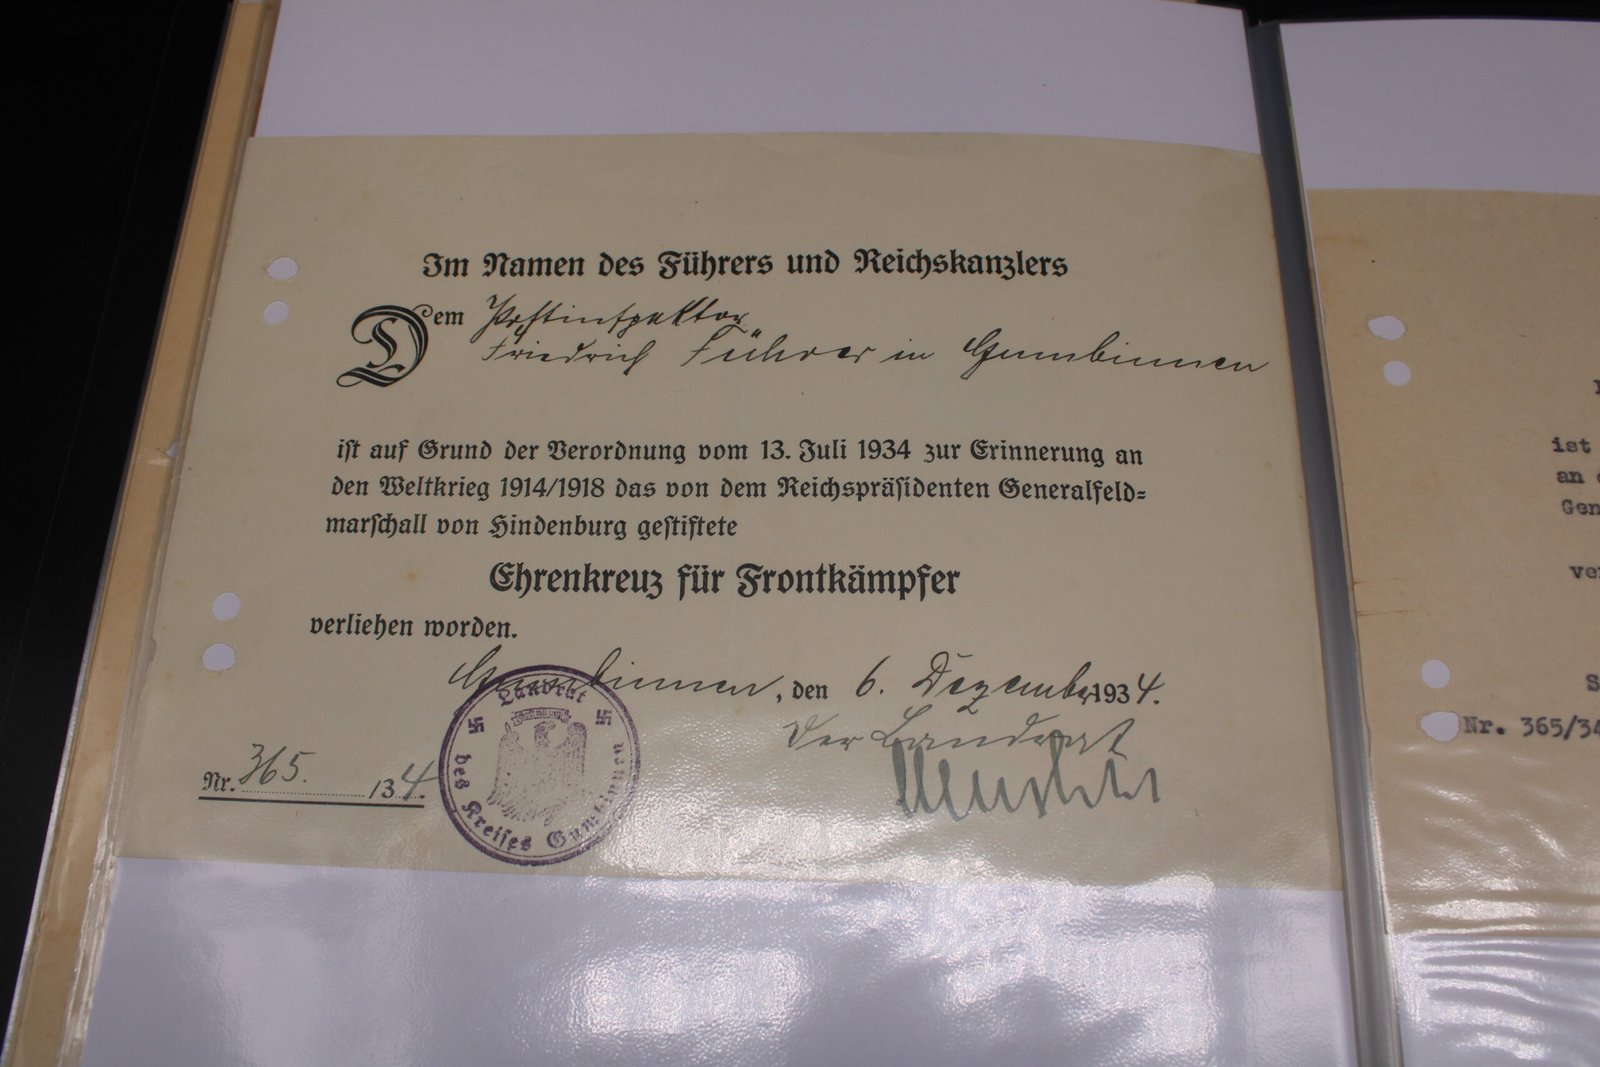 Im Namen des Führers und Reichskanzlers
Dem Postinspektor
Friedrich Führer in Gumbinnen
ist auf Grund der Verordnung vom 13. Juli 1934 zur Erinnerung an
den Weltkrieg 1914/1918 das von dem Reichspräsidenten Generalfeld=
marschall von Hindenburg gestiftete
Ehrenkreuz für Frontkämpfer
verliehen worden.
Gumbinnen, den 6. Dezember 1934.
Der Landrat
Nr. 365. /34.
Landrat
des Kreises Gumbinnen
ist
an
Gen
ver
S
Nr. 365/34